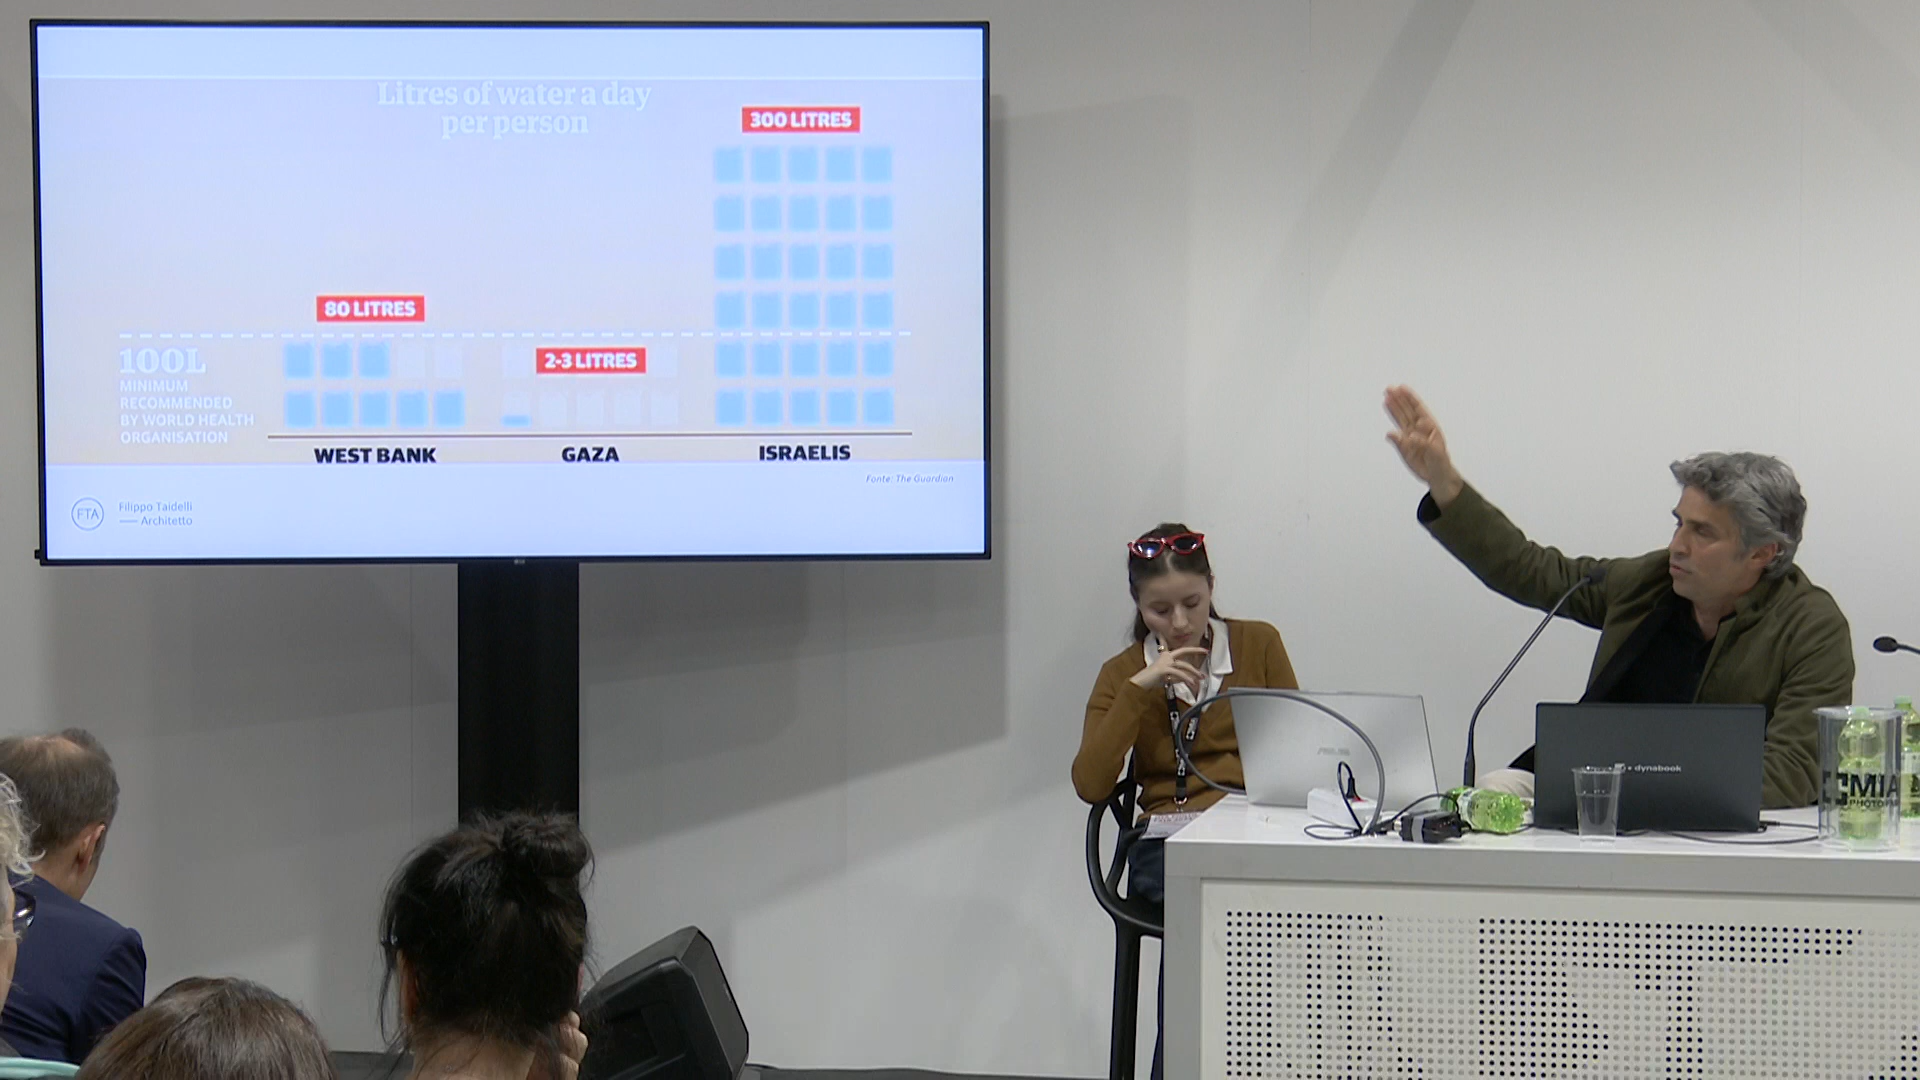 Litres of water a day
per person
300 LITRES
80 LITRES
2-3 LITRES
100L
MINIMUM
RECOMMENDED
BY WORLD HEALTH
ORGANISATION
WEST BANK
GAZA
ISRAELIS
Fonte: The Guardian
FTA
Filippo Taidelli
Architetto
dynabook
MIA